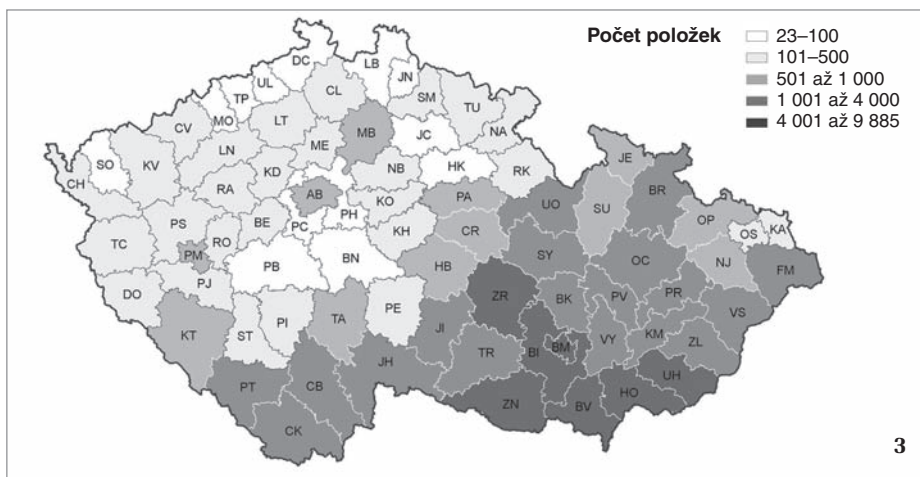 Počet položek
23–100
101–500
501 až 1 000
1 001 až 4 000
4 001 až 9 885
DC
LB
JN
UL
TP
MO
CL
SM
TU
CV
LT
MB
JC
NA
SO
KV
LN
ME
HK
CH
RA
KD
NB
RK
JE
BR
AB
KO
PA
UO
SU
OP
OS
KA
TC
PS
RO
BE
PC
PH
KH
CR
PM
PB
BN
SY
OC
NJ
FM
DO
PJ
HB
ZR
BK
PV
PR
VS
KT
ST
PI
TA
PE
JI
BI
BM
VY
KM
ZL
TR
JH
PT
CB
UH
HO
ZN
BV
CK
3